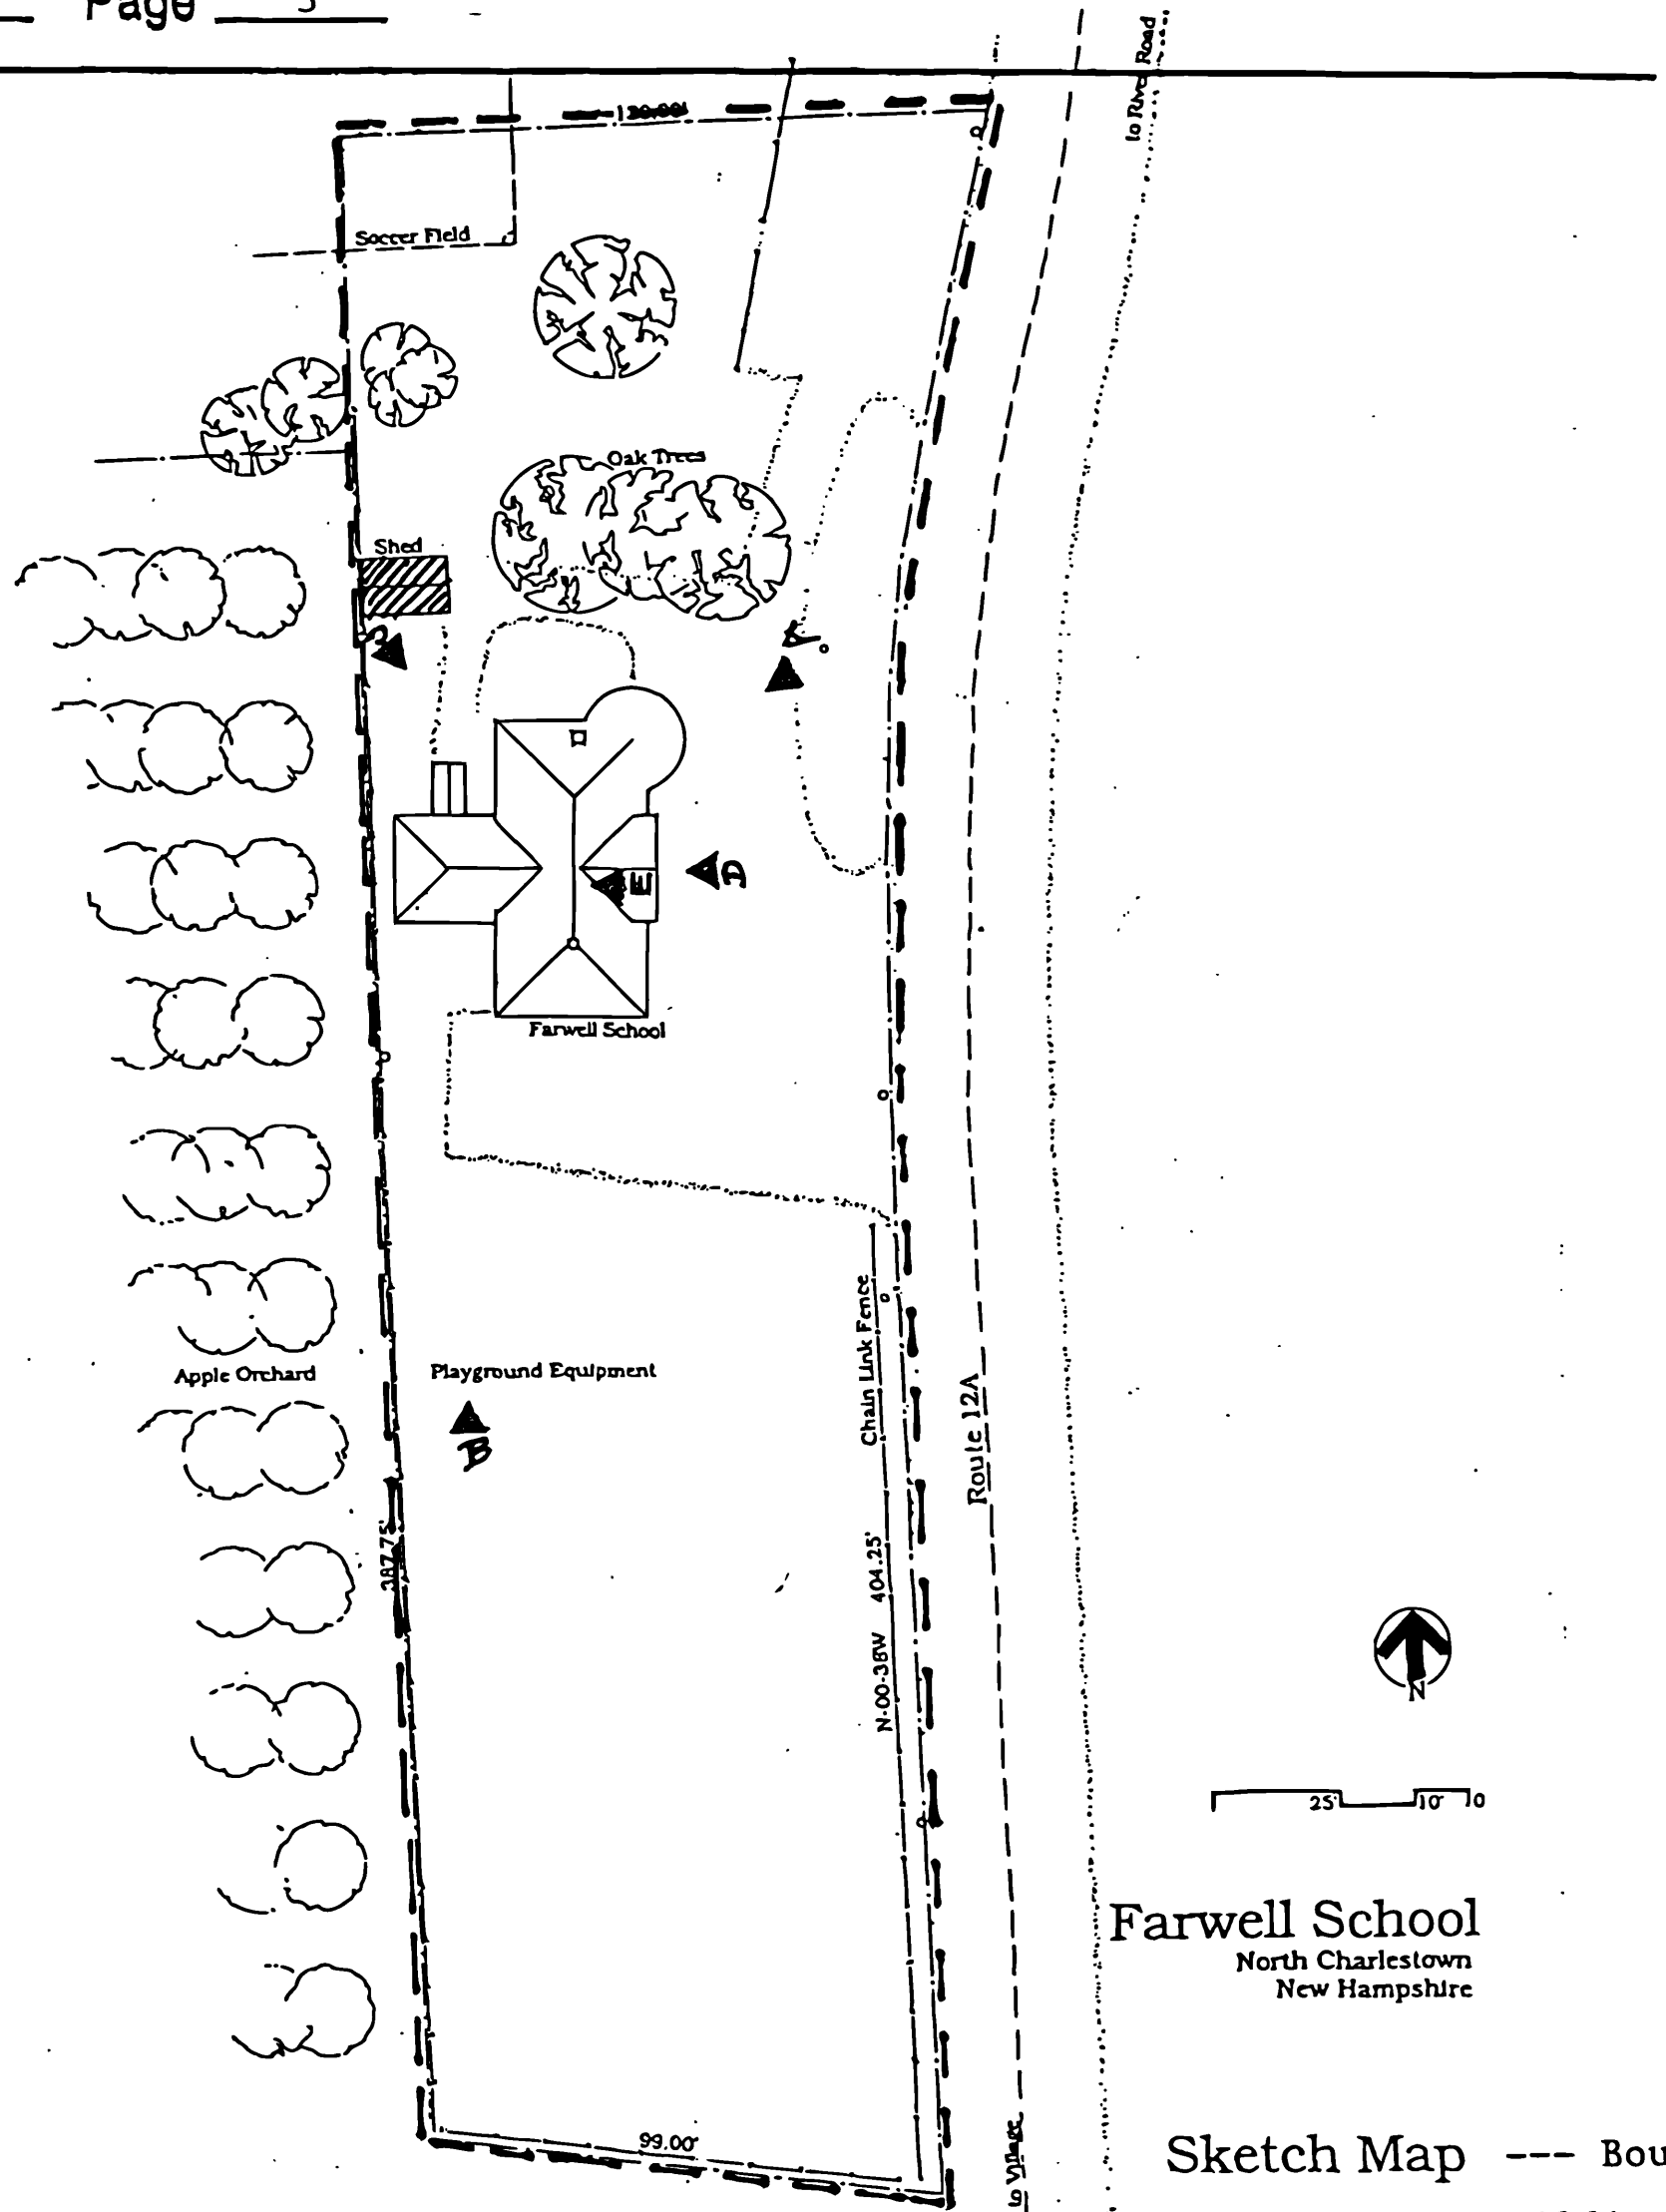 Page
to River Road
Soccer Field
Oak Trees
Shed
A
D
E
Farwell School
Chain Link Fence
Apple Orchard
Playground Equipment
B
Route 12A
387.75'
404.25'
N-00-38W
N
25'
10'
0
Farwell School
North Charlestown
New Hampshire
99.00'
to Village
Sketch Map --- Bou